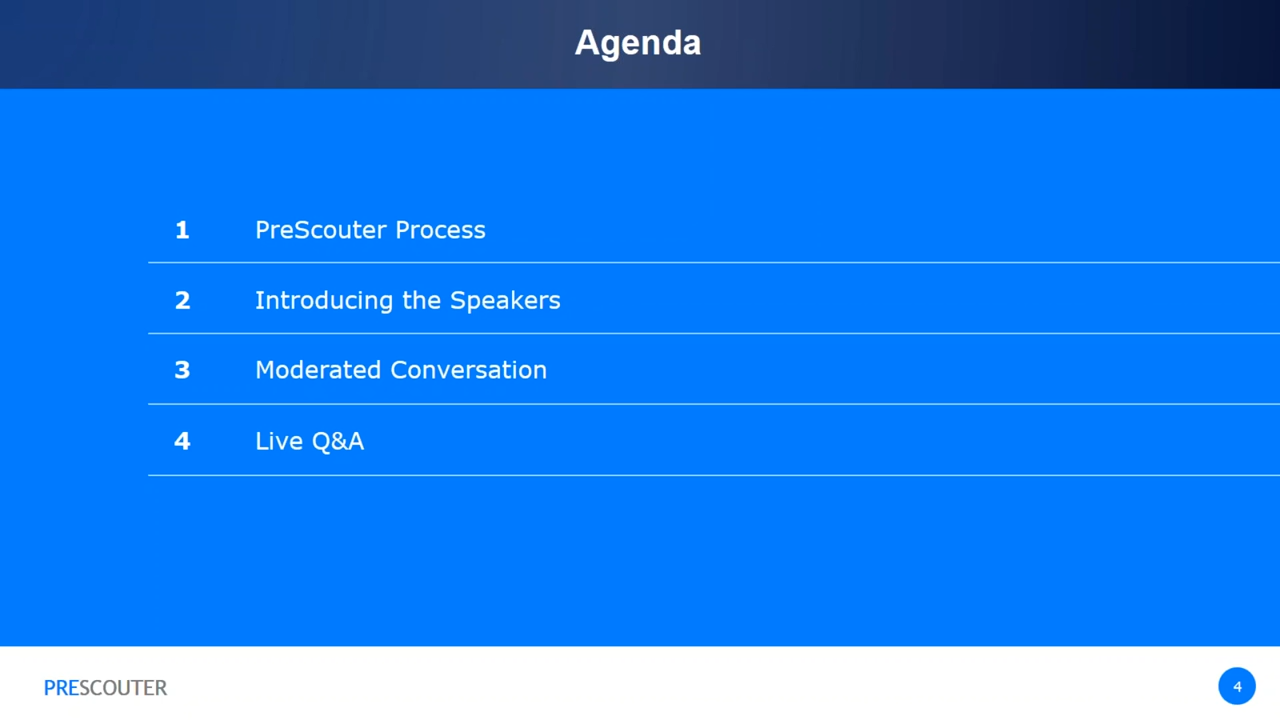 Agenda
1 PreScouter Process
2 Introducing the Speakers
3 Moderated Conversation
4 Live Q&A
PRESCOUTER
4